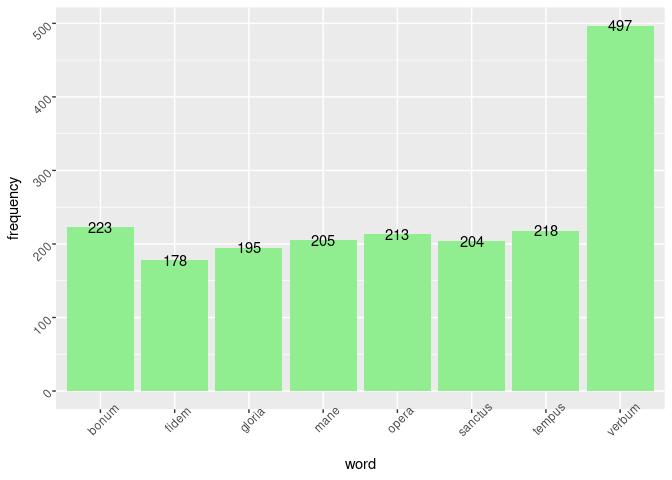 frequency
500
400
300
200
100
0
223
178
195
205
213
204
218
497
bonum
fidem
gloria
mane
opera
sanctus
tempus
verbum
word